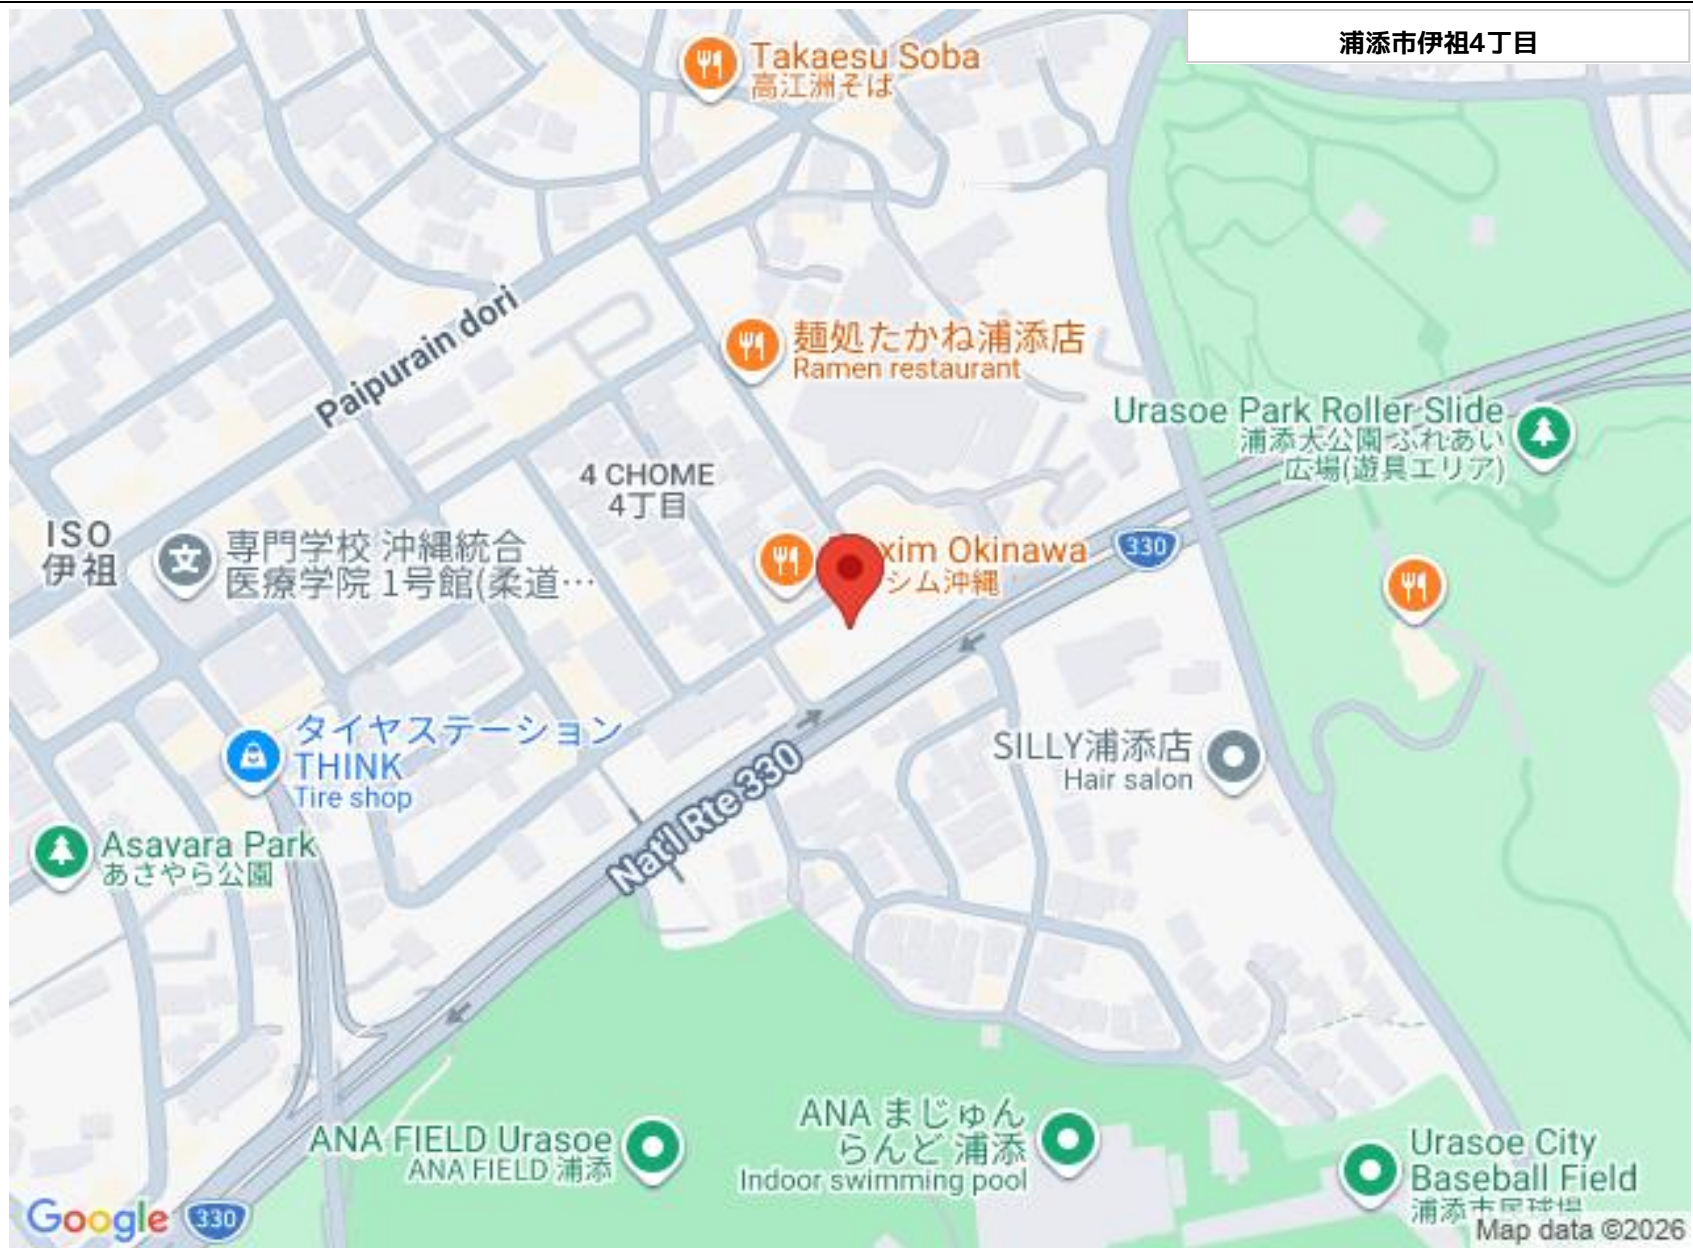 浦添市伊祖4丁目
Takaesu Soba
高江洲そば
Paipurain dori
麺処たかね浦添店
Ramen restaurant
Urasoe Park Roller Slide
浦添大公園 ふれあい
広場(遊具エリア)
4 CHOME
4丁目
ISO
伊祖
専門学校 沖縄統合
医療学院 1号館(柔道…
xim Okinawa
シム沖縄
330
タイヤステーション
THINK
Tire shop
SILLY浦添店
Hair salon
Nat'l Rte 330
Asavara Park
あさやら公園
ANA FIELD Urasoe
ANA FIELD 浦添
ANA まじゅん
らんど 浦添
Indoor swimming pool
Urasoe City
Baseball Field
浦添市民球場
Google
330
Map data ©2026